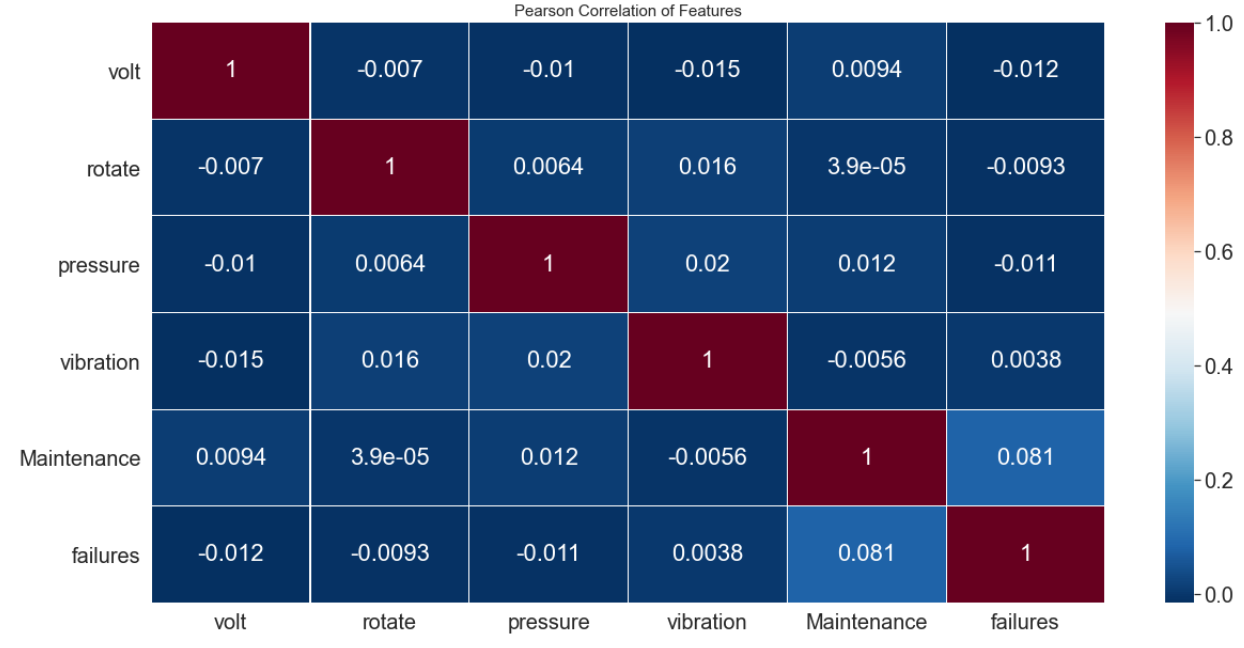 Pearson Correlation of Features
volt 1 -0.007 -0.01 -0.015 0.0094 -0.012
rotate -0.007 1 0.0064 0.016 3.9e-05 -0.0093
pressure -0.01 0.0064 1 0.02 0.012 -0.011
vibration -0.015 0.016 0.02 1 -0.0056 0.0038
Maintenance 0.0094 3.9e-05 0.012 -0.0056 1 0.081
failures -0.012 -0.0093 -0.011 0.0038 0.081 1
volt rotate pressure vibration Maintenance failures
1.0
0.8
0.6
0.4
0.2
0.0